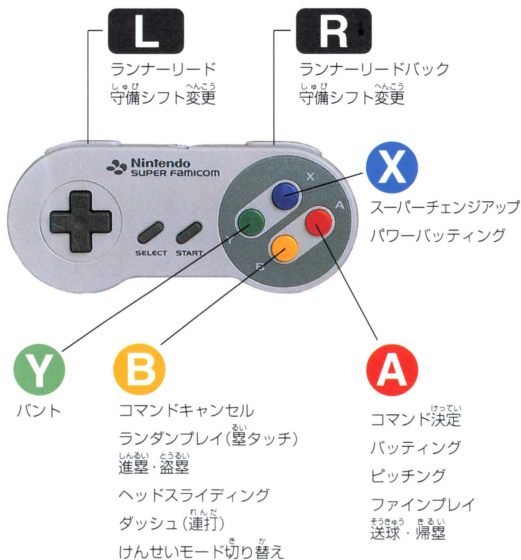 L
ランナーリード
守備シフト変更
R
ランナーリードバック
守備シフト変更
Nintendo
SUPER FAMICOM
SELECT START
X
A
Y
B
X
スーパーチェンジアップ
パワーバッティング
Y
バント
B
コマンドキャンセル
ランダンプレイ(塁タッチ)
進塁・盗塁
ヘッドスライディング
ダッシュ(連打)
けんせいモード切り替え
A
コマンド決定
バッティング
ピッチング
ファインプレイ
送球・帰塁